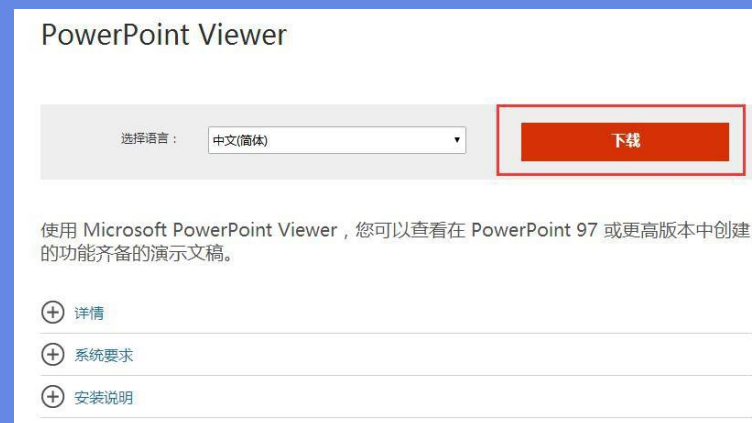 PowerPoint Viewer
选择语言：
中文(简体)
下载
使用 Microsoft PowerPoint Viewer，您可以查看在 PowerPoint 97 或更高版本中创建
的功能齐备的演示文稿。
详情
系统要求
安装说明